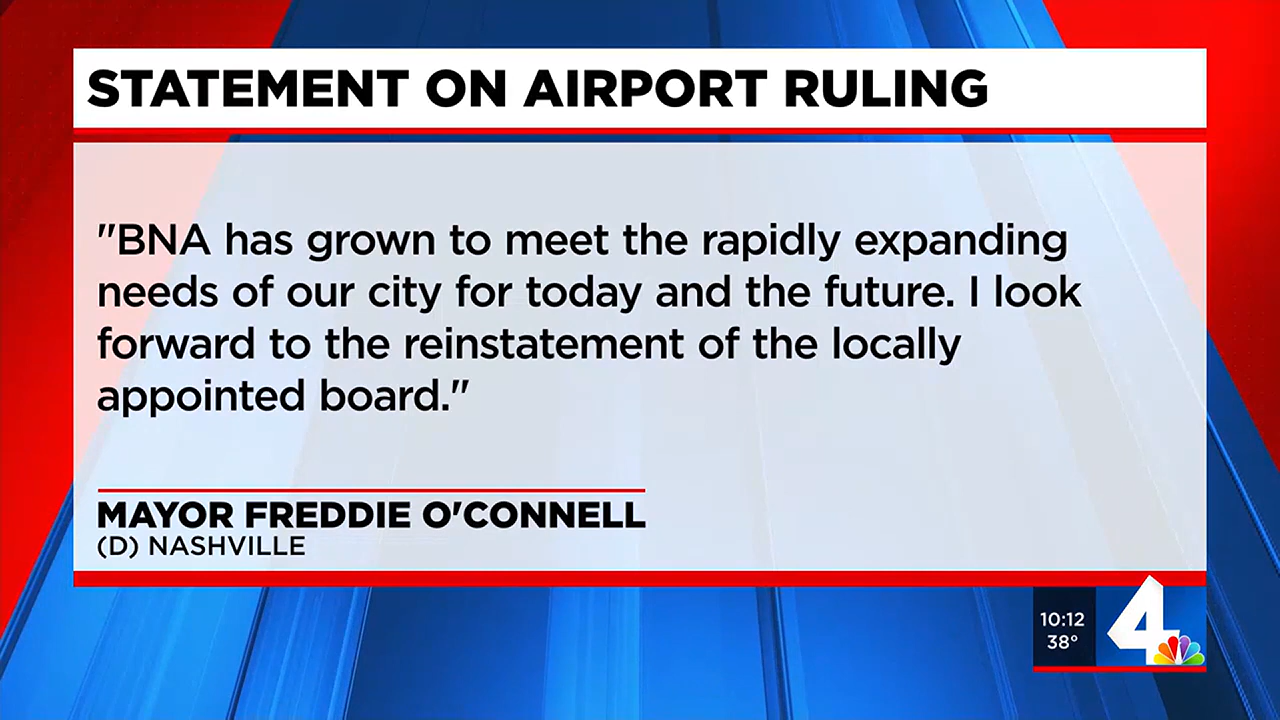 STATEMENT ON AIRPORT RULING
"BNA has grown to meet the rapidly expanding
needs of our city for today and the future. I look
forward to the reinstatement of the locally
appointed board."
MAYOR FREDDIE O'CONNELL
(D) NASHVILLE
10:12
38°
4